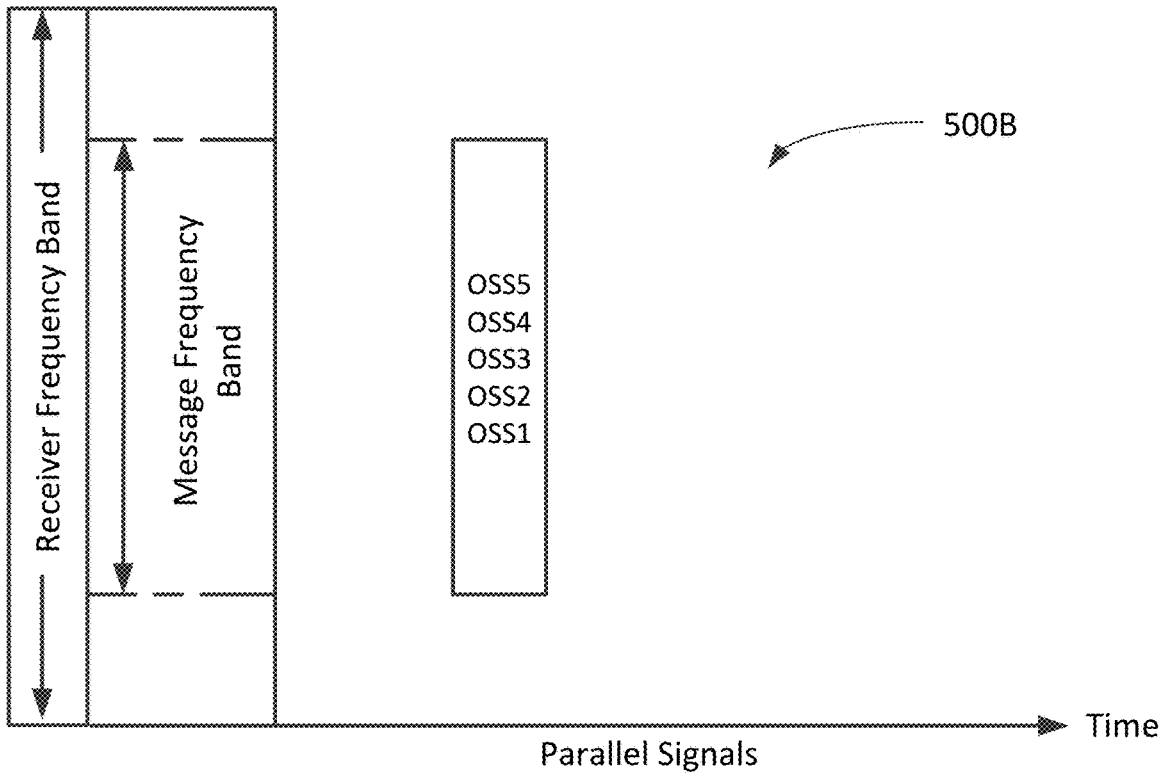 Receiver Frequency Band
Message Frequency
Band
500B
OSS5
OSS4
OSS3
OSS2
OSS1
Time
Parallel Signals